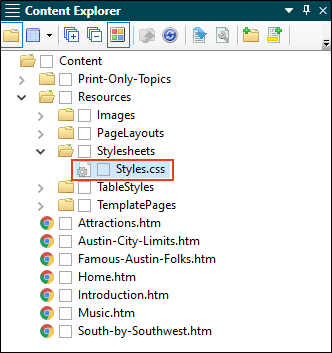 Content Explorer
Content
Print-Only-Topics
Resources
Images
PageLayouts
Stylesheets
Styles.css
TableStyles
TemplatePages
Attractions.htm
Austin-City-Limits.htm
Famous-Austin-Folks.htm
Home.htm
Introduction.htm
Music.htm
South-by-Southwest.htm